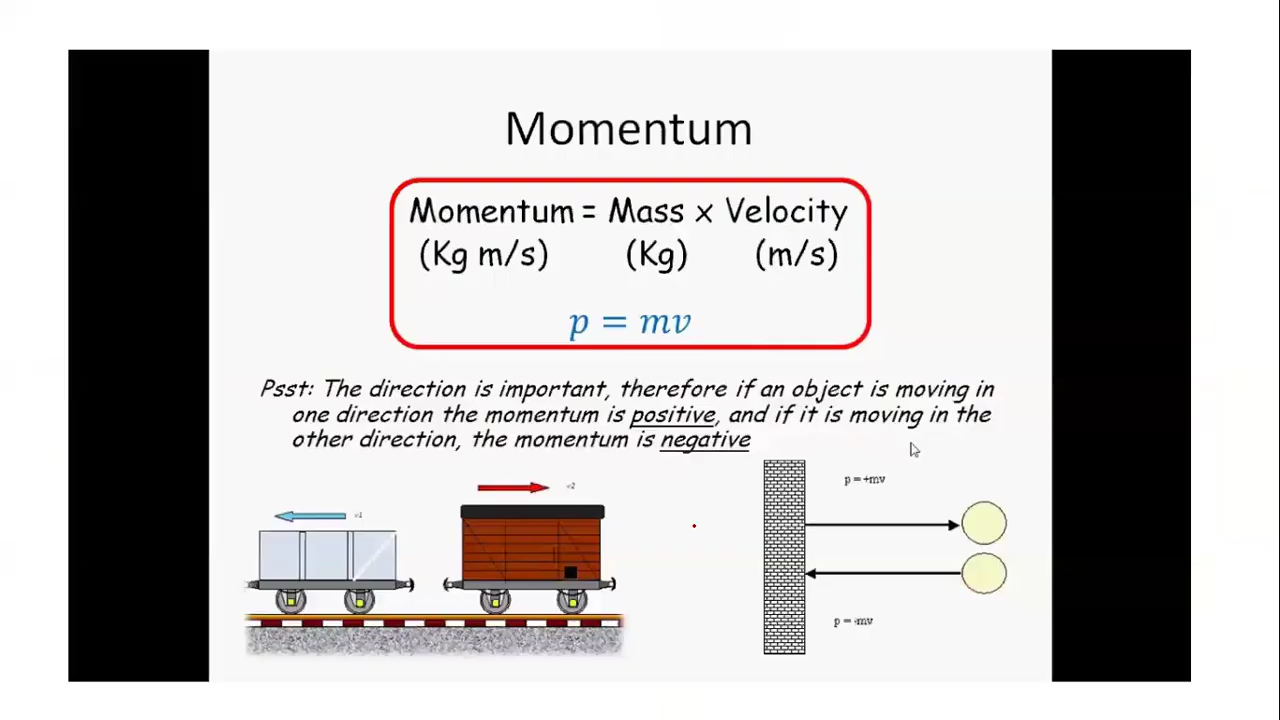 Momentum
Momentum = Mass x Velocity
(Kg m/s) (Kg) (m/s)
p = mv
Psst: The direction is important, therefore if an object is moving in
one direction the momentum is positive, and if it is moving in the
other direction, the momentum is negative
v1
v2
p = +mv
p = -mv